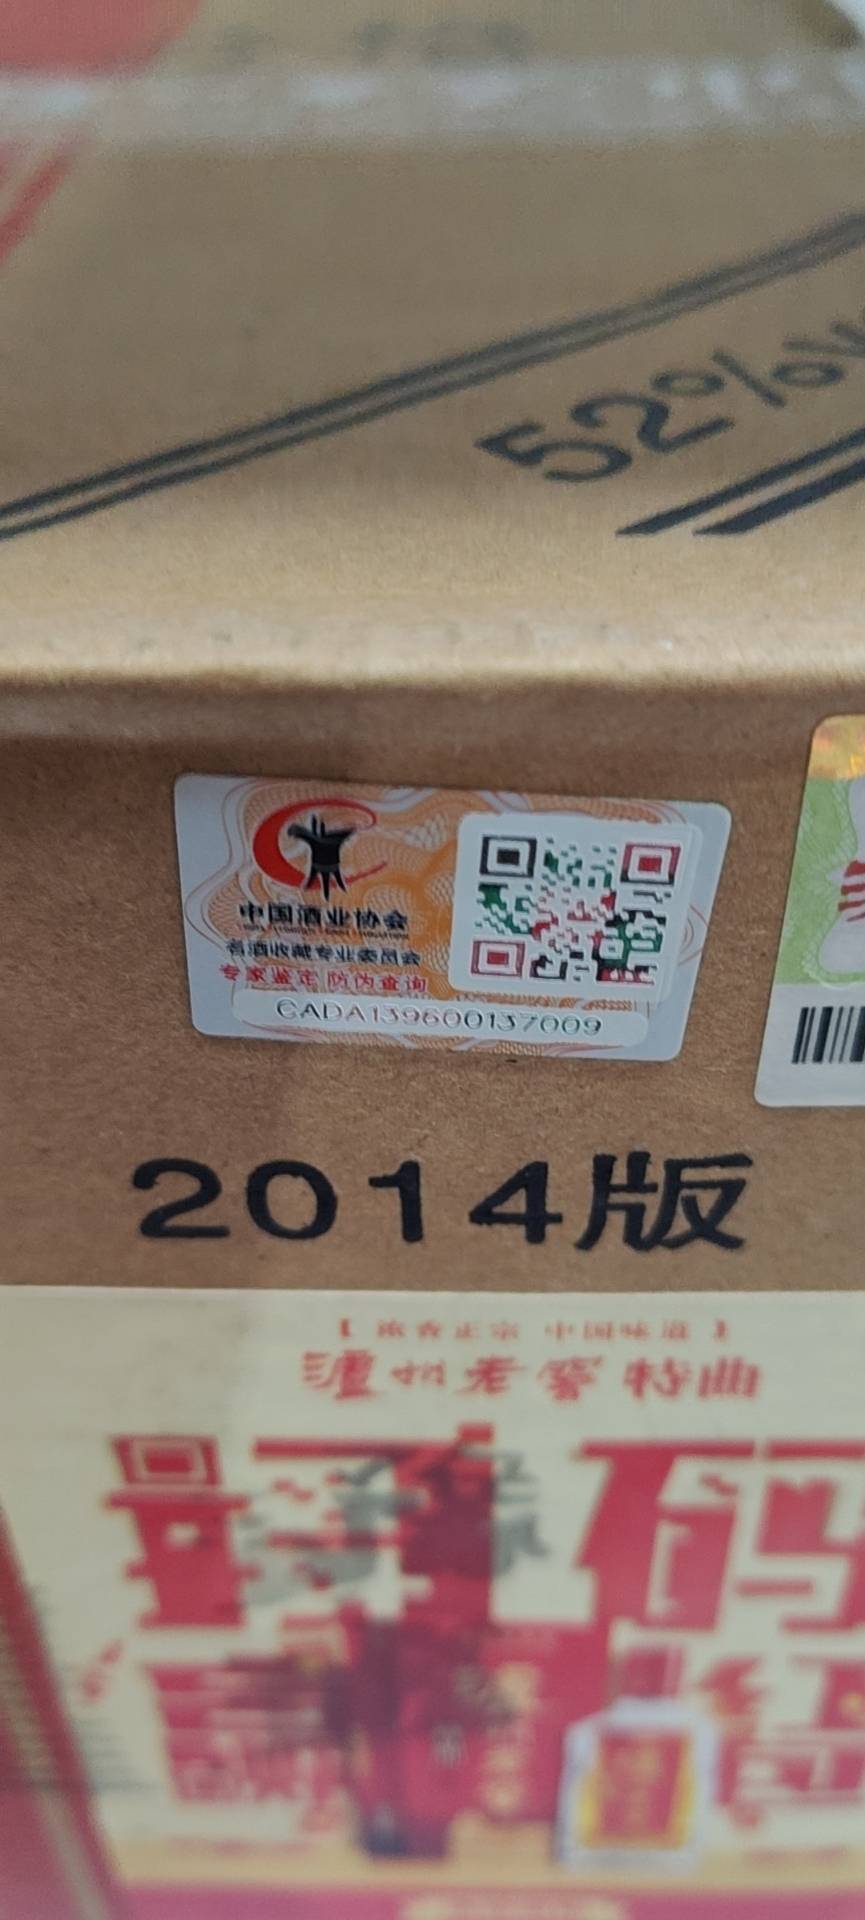 52%
中国酒业协会
名酒收藏专业委员会
专家鉴定 防伪查询
CADA139600137009
2014版
【浓香正宗 中国味道】
泸州老窖 特曲
码